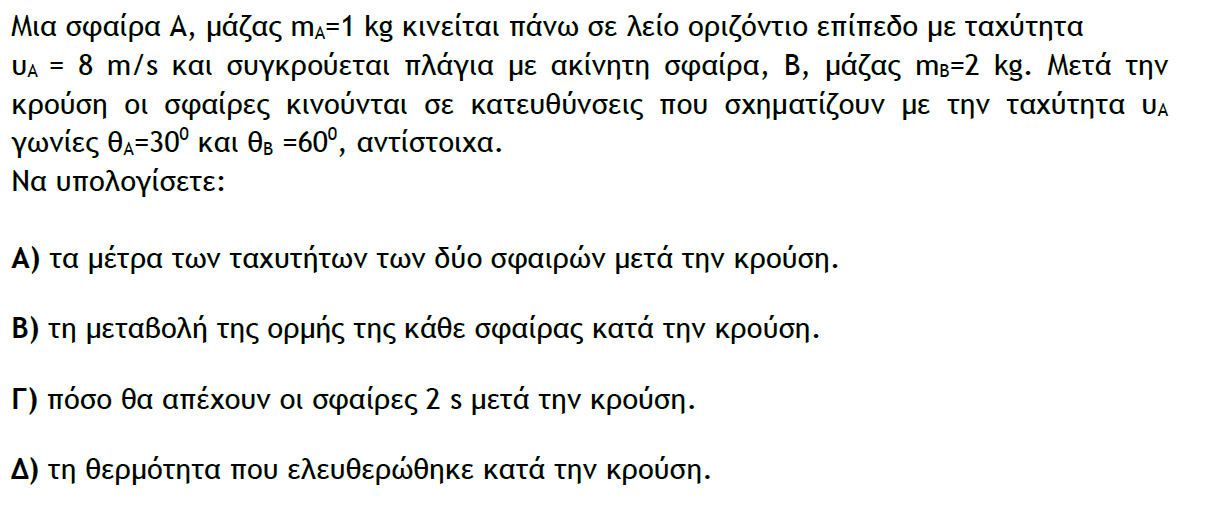 Μια σφαίρα Α, μάζας mA=1 kg κινείται πάνω σε λείο οριζόντιο επίπεδο με ταχύτητα
υA = 8 m/s και συγκρούεται πλάγια με ακίνητη σφαίρα, Β, μάζας mB=2 kg. Μετά την
κρούση οι σφαίρες κινούνται σε κατευθύνσεις που σχηματίζουν με την ταχύτητα υA
γωνίες θA=30⁰ και θB =60⁰, αντίστοιχα.
Να υπολογίσετε:
Α) τα μέτρα των ταχυτήτων των δύο σφαιρών μετά την κρούση.
Β) τη μεταβολή της ορμής της κάθε σφαίρας κατά την κρούση.
Γ) πόσο θα απέχουν οι σφαίρες 2 s μετά την κρούση.
Δ) τη θερμότητα που ελευθερώθηκε κατά την κρούση.